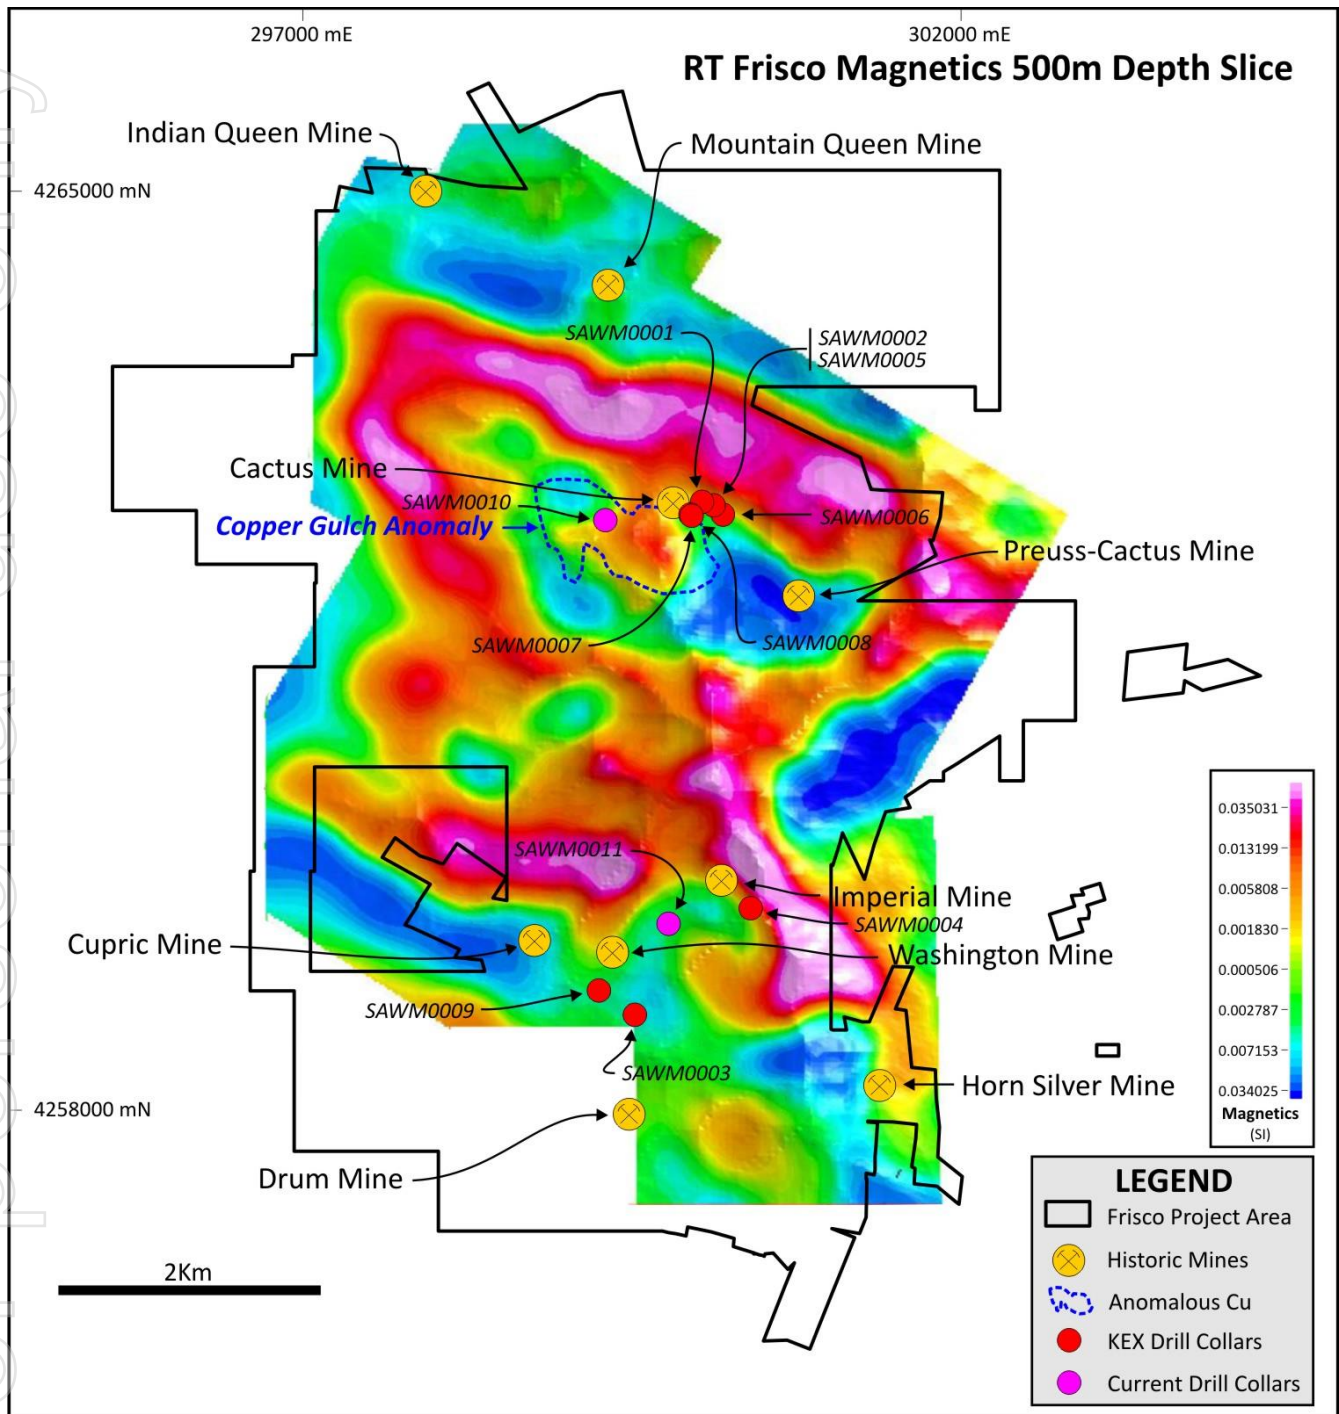 297000 mE
302000 mE
RT Frisco Magnetics 500m Depth Slice
Indian Queen Mine
Mountain Queen Mine
4265000 mN
SAWM0001
SAWM0002
SAWM0005
Cactus Mine
SAWM0010
SAWM0006
Copper Gulch Anomaly
Preuss-Cactus Mine
SAWM0007
SAWM0008
SAWM0011
Imperial Mine
SAWM0004
Cupric Mine
Washington Mine
SAWM0009
SAWM0003
Horn Silver Mine
4258000 mN
Drum Mine
2Km
0.035031
0.013199
0.005808
0.001830
0.000506
0.002787
0.007153
0.034025
Magnetics
(SI)
LEGEND
Frisco Project Area
Historic Mines
Anomalous Cu
KEX Drill Collars
Current Drill Collars